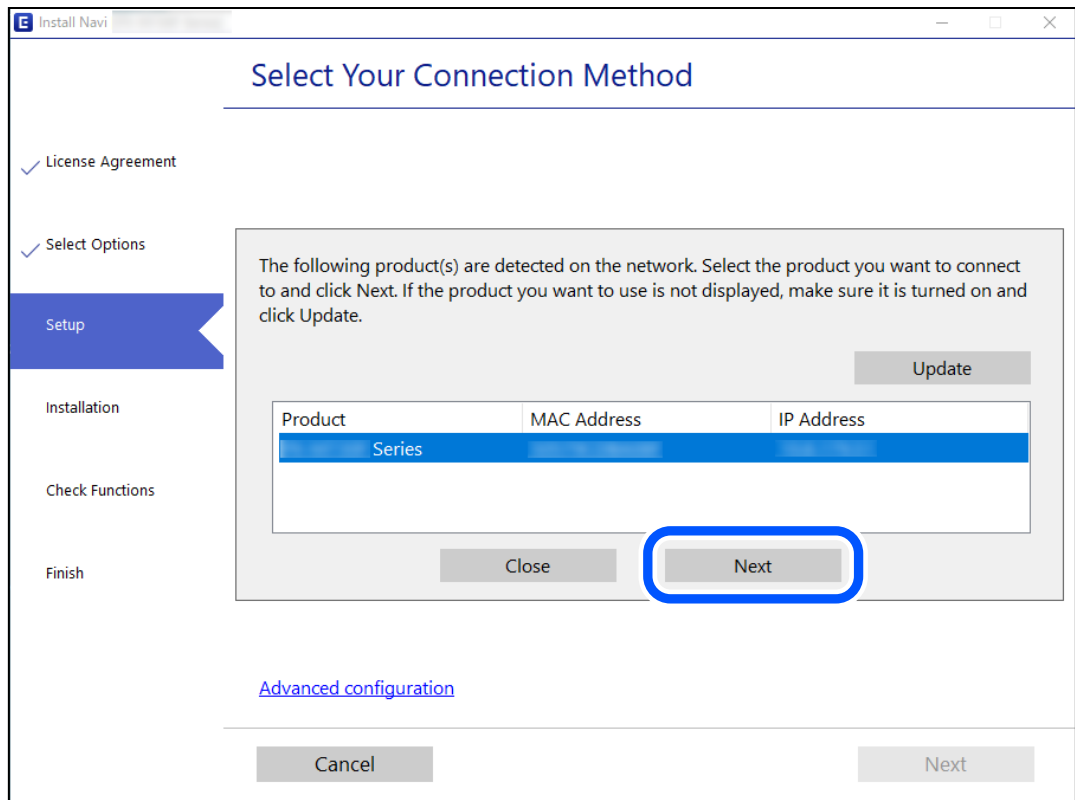 E Install Navi
Select Your Connection Method
License Agreement
Select Options
Setup
Installation
Check Functions
Finish
The following product(s) are detected on the network. Select the product you want to connect
to and click Next. If the product you want to use is not displayed, make sure it is turned on and
click Update.
Update
Product MAC Address IP Address
Series
Close Next
Advanced configuration
Cancel Next